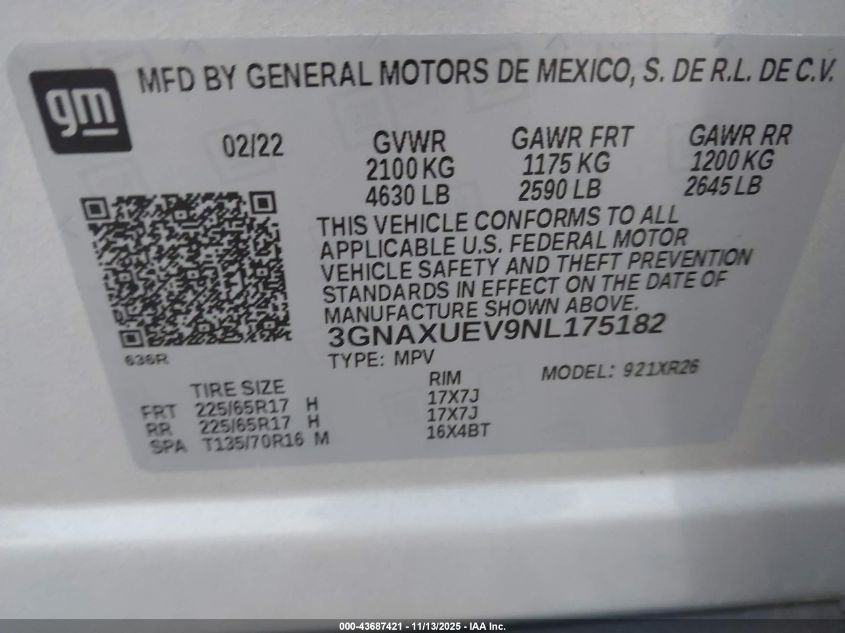 gm
MFD BY GENERAL MOTORS DE MEXICO, S. DE R.L. DE C.V.
02/22 GVWR GAWR FRT GAWR RR
2100 KG 1175 KG 1200 KG
4630 LB 2590 LB 2645 LB
THIS VEHICLE CONFORMS TO ALL
APPLICABLE U.S. FEDERAL MOTOR
VEHICLE SAFETY AND THEFT PREVENTION
STANDARDS IN EFFECT ON THE DATE OF
MANUFACTURE SHOWN ABOVE.
3GNAXUEV9NL175182
636R
TYPE: MPV MODEL: 921XR26
TIRE SIZE RIM
FRT 225/65R17 H 17X7J
RR 225/65R17 H 17X7J
SPA T135/70R16 M 16X4BT
000-43687421 - 11/13/2025 - IAA Inc.